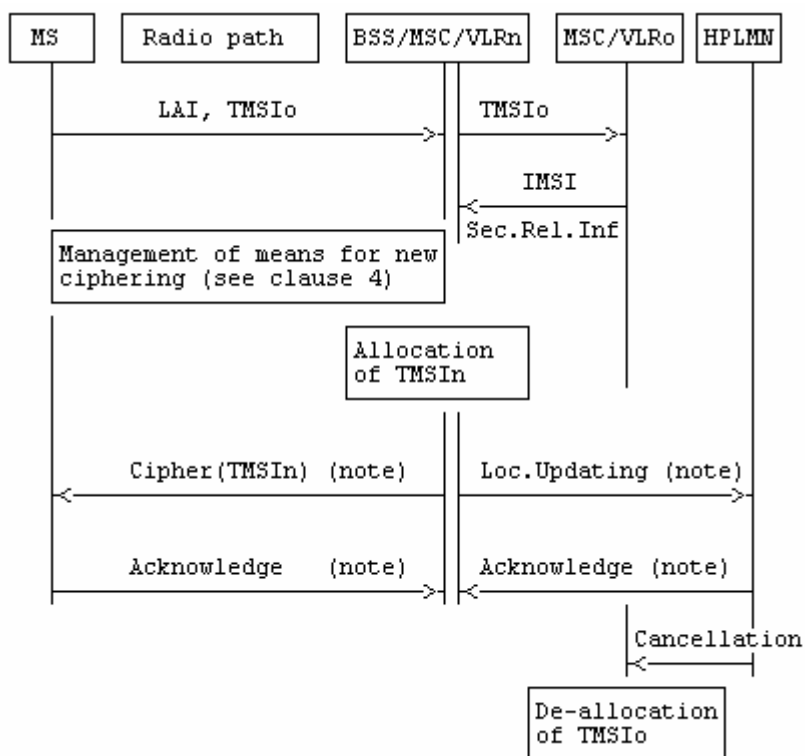 MS
Radio path
BSS/MSC/VLRn
MSC/VLRo
HPLMN
LAI, TMSIo
TMSIo
IMSI
Sec.Rel.Inf
Management of means for new
ciphering (see clause 4)
Allocation
of TMSIn
Cipher(TMSIn) (note)
Loc.Updating (note)
Acknowledge (note)
Acknowledge (note)
Cancellation
De-allocation
of TMSIo